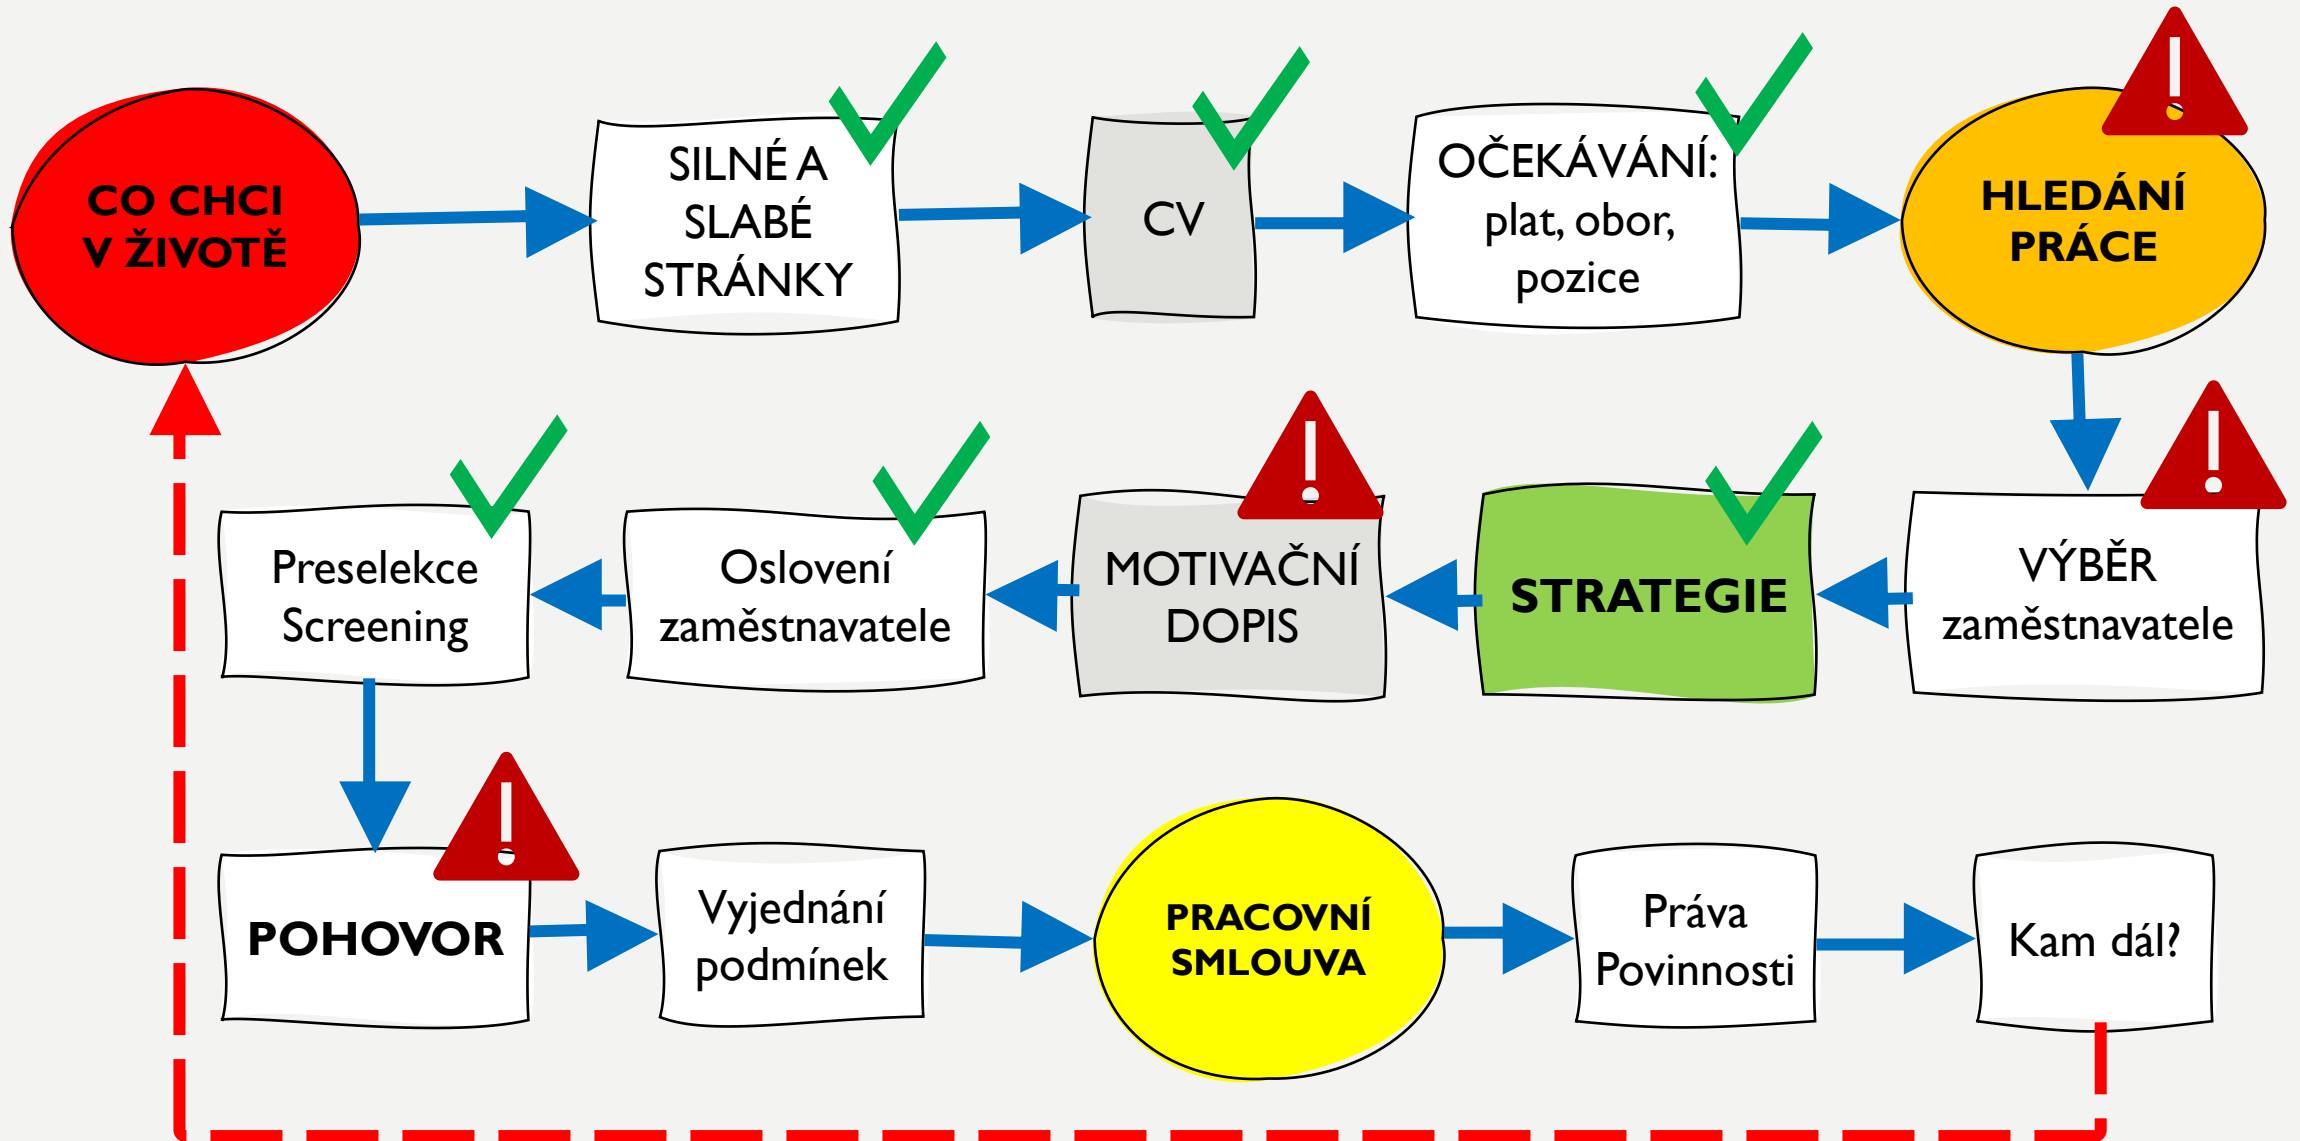 CO CHCI
V ŽIVOTĚ
SILNÉ A
SLABÉ
STRÁNKY
CV
OČEKÁVÁNÍ:
plat, obor,
pozice
HLEDÁNÍ
PRÁCE
VÝBĚR
zaměstnavatele
STRATEGIE
MOTIVAČNÍ
DOPIS
Oslovení
zaměstnavatele
Preselekce
Screening
POHOVOR
Vyjednání
podmínek
PRACOVNÍ
SMLOUVA
Práva
Povinnosti
Kam dál?